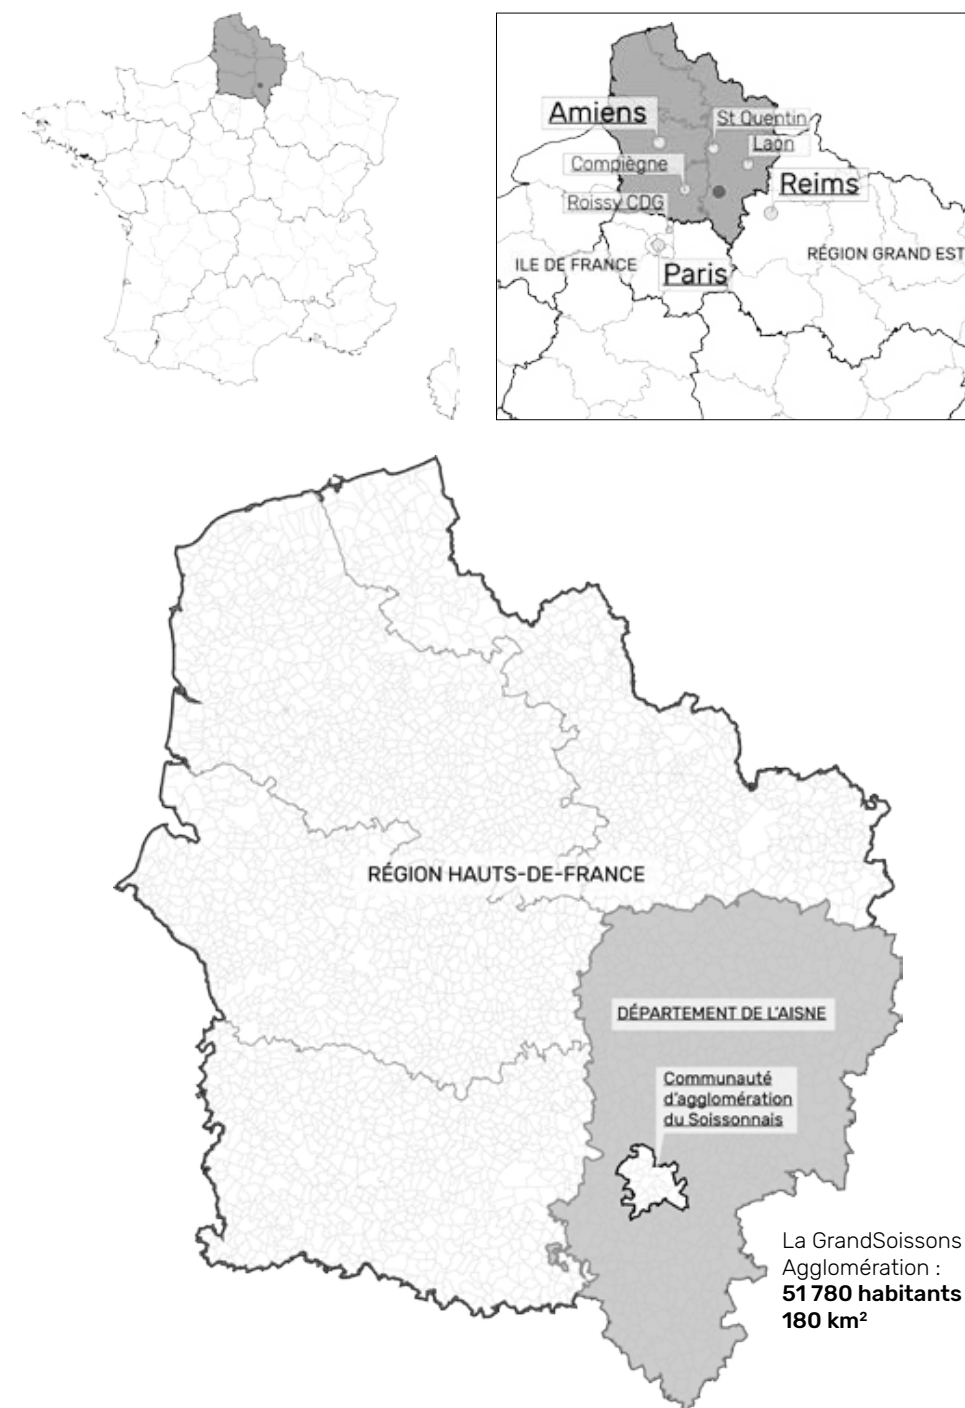 Amiens
St Quentin
Laon
Compiègne
Reims
Roissy CDG
ILE DE FRANCE
RÉGION GRAND EST
Paris
RÉGION HAUTS-DE-FRANCE
DÉPARTEMENT DE L'AISNE
Communauté
d'agglomération
du Soissonnais
La GrandSoissons
Agglomération :
51 780 habitants
180 km²